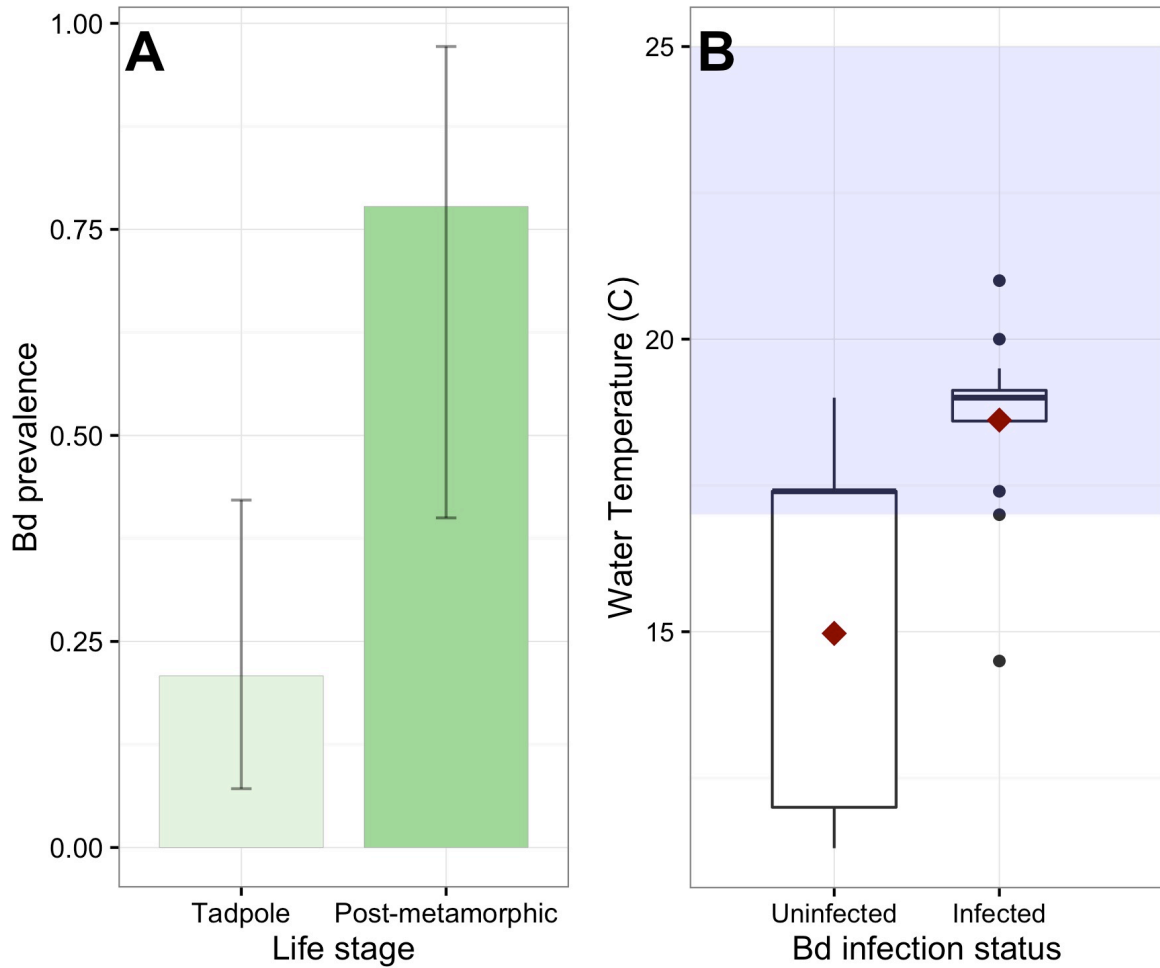 A
1.00
0.75
0.50
0.25
0.00
Bd prevalence
Tadpole Post-metamorphic
Life stage
B
25
20
15
Water Temperature (C)
Uninfected Infected
Bd infection status